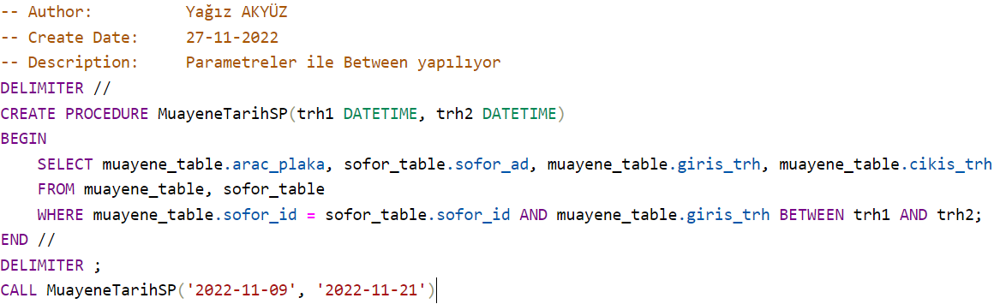 -- Author:         Yağız AKYÜZ
-- Create Date:    27-11-2022
-- Description:    Parametreler ile Between yapılıyor
DELIMITER //
CREATE PROCEDURE MuayeneTarihSP(trh1 DATETIME, trh2 DATETIME)
BEGIN
    SELECT muayene_table.arac_plaka, sofor_table.sofor_ad, muayene_table.giris_trh, muayene_table.cikis_trh
    FROM muayene_table, sofor_table
    WHERE muayene_table.sofor_id = sofor_table.sofor_id AND muayene_table.giris_trh BETWEEN trh1 AND trh2;
END //
DELIMITER ;
CALL MuayeneTarihSP('2022-11-09', '2022-11-21')